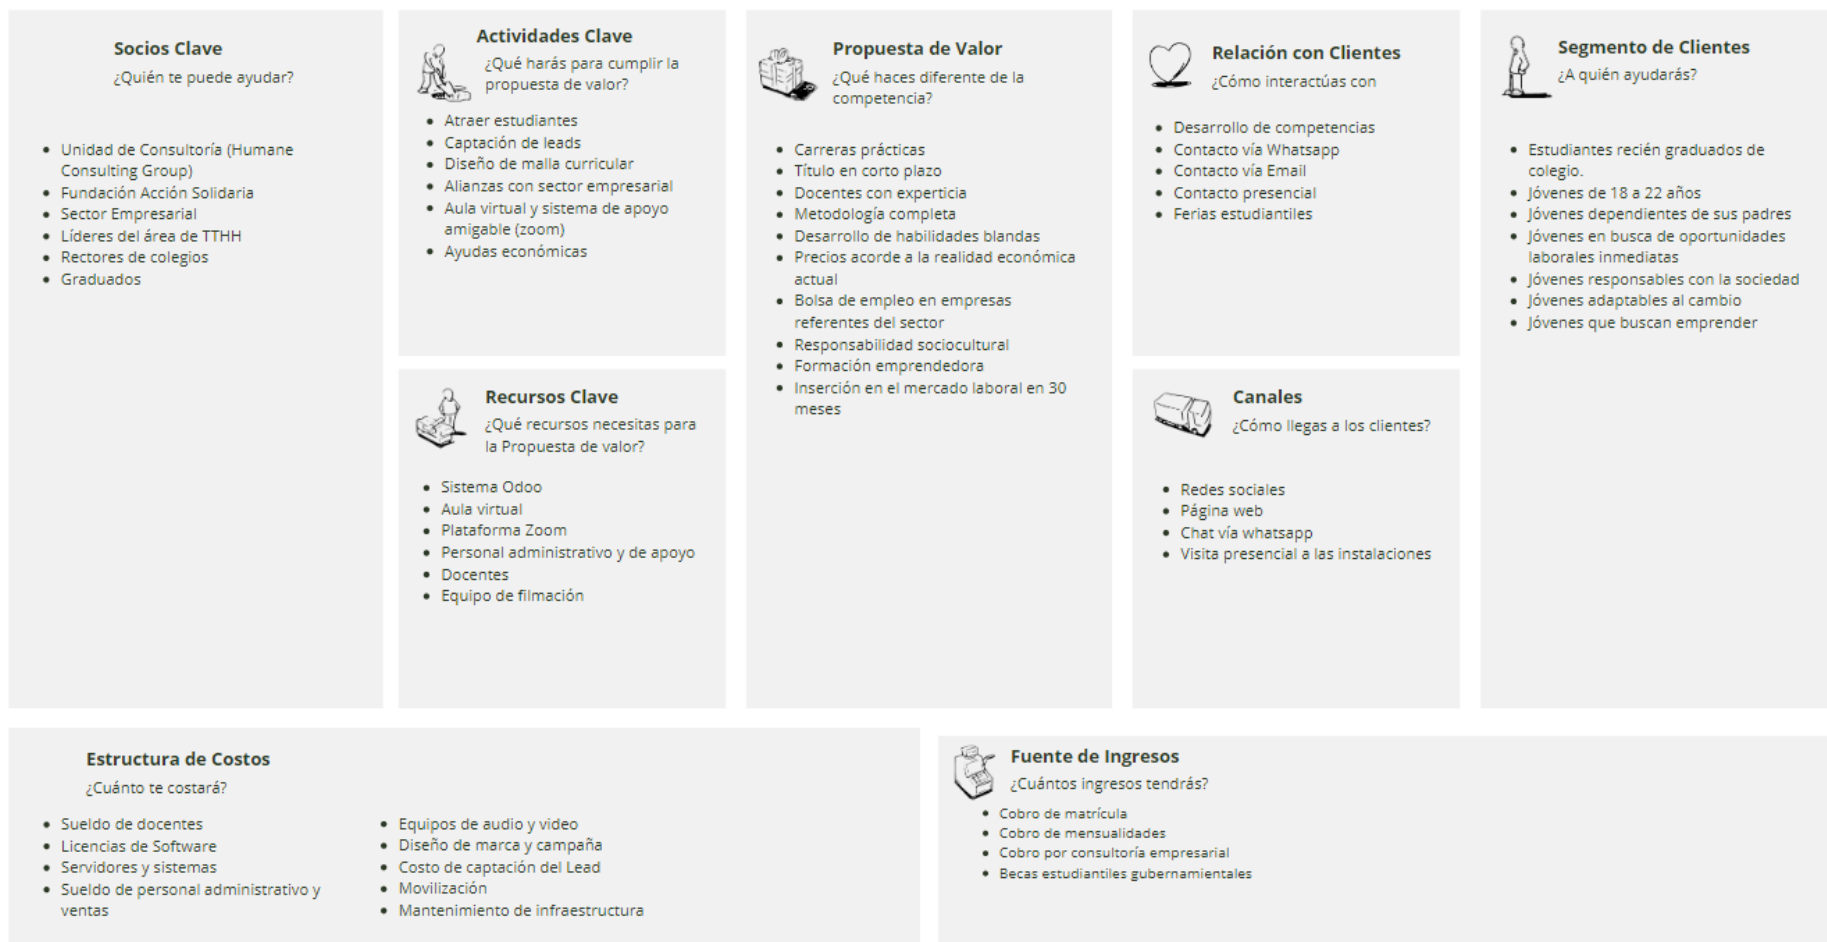 Socios Clave
¿Quién te puede ayudar?
• Unidad de Consultoría (Humane
Consulting Group)
• Fundación Acción Solidaria
• Sector Empresarial
• Líderes del área de TTHH
• Rectores de colegios
• Graduados
Actividades Clave
¿Qué harás para cumplir la
propuesta de valor?
• Atraer estudiantes
• Captación de leads
• Diseño de malla curricular
• Alianzas con sector empresarial
• Aula virtual y sistema de apoyo
amigable (zoom)
• Ayudas económicas
Recursos Clave
¿Qué recursos necesitas para
la Propuesta de valor?
• Sistema Odoo
• Aula virtual
• Plataforma Zoom
• Personal administrativo y de apoyo
• Docentes
• Equipo de filmación
Propuesta de Valor
¿Qué haces diferente de la
competencia?
• Carreras prácticas
• Título en corto plazo
• Docentes con experticia
• Metodología completa
• Desarrollo de habilidades blandas
• Precios acorde a la realidad económica
actual
• Bolsa de empleo en empresas
referentes del sector
• Responsabilidad sociocultural
• Formación emprendedora
• Inserción en el mercado laboral en 30
meses
Relación con Clientes
¿Cómo interactúas con
• Desarrollo de competencias
• Contacto vía Whatsapp
• Contacto vía Email
• Contacto presencial
• Ferias estudiantiles
Canales
¿Cómo llegas a los clientes?
• Redes sociales
• Página web
• Chat vía whatsapp
• Visita presencial a las instalaciones
Segmento de Clientes
¿A quién ayudarás?
• Estudiantes recién graduados de
colegio.
• Jóvenes de 18 a 22 años
• Jóvenes dependientes de sus padres
• Jóvenes en busca de oportunidades
laborales inmediatas
• Jóvenes responsables con la sociedad
• Jóvenes adaptables al cambio
• Jóvenes que buscan emprender
Estructura de Costos
¿Cuánto te costará?
• Sueldo de docentes
• Licencias de Software
• Servidores y sistemas
• Sueldo de personal administrativo y
ventas
• Equipos de audio y video
• Diseño de marca y campaña
• Costo de captación del Lead
• Movilización
• Mantenimiento de infraestructura
Fuente de Ingresos
¿Cuántos ingresos tendrás?
• Cobro de matrícula
• Cobro de mensualidades
• Cobro por consultoría empresarial
• Becas estudiantiles gubernamientales